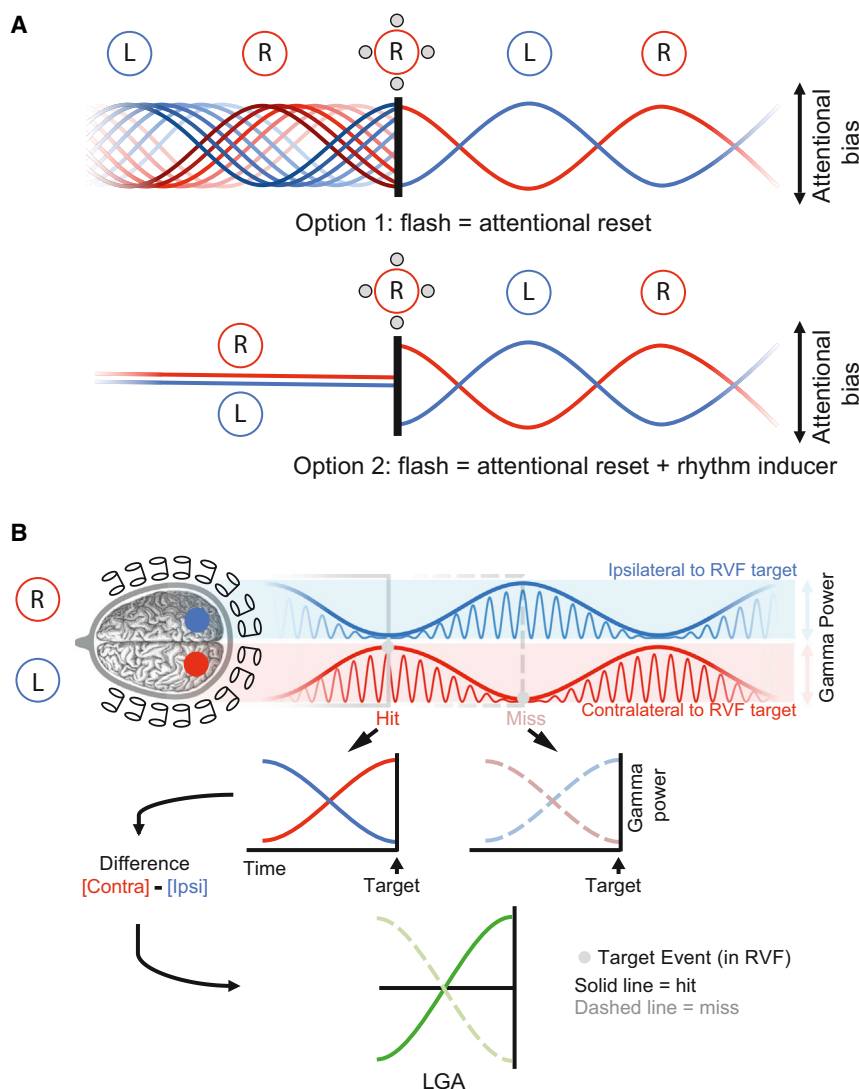 A
L
R
R
L
R
Attentional
bias
Option 1: flash = attentional reset
R
L
R
R
L
Attentional
bias
Option 2: flash = attentional reset + rhythm inducer
B
R
L
Ipsilateral to RVF target
Gamma Power
Contralateral to RVF target
Hit
Miss
Gamma
power
Time
Target
Target
Difference
[Contra] - [Ipsi]
Target Event (in RVF)
Solid line = hit
Dashed line = miss
LGA